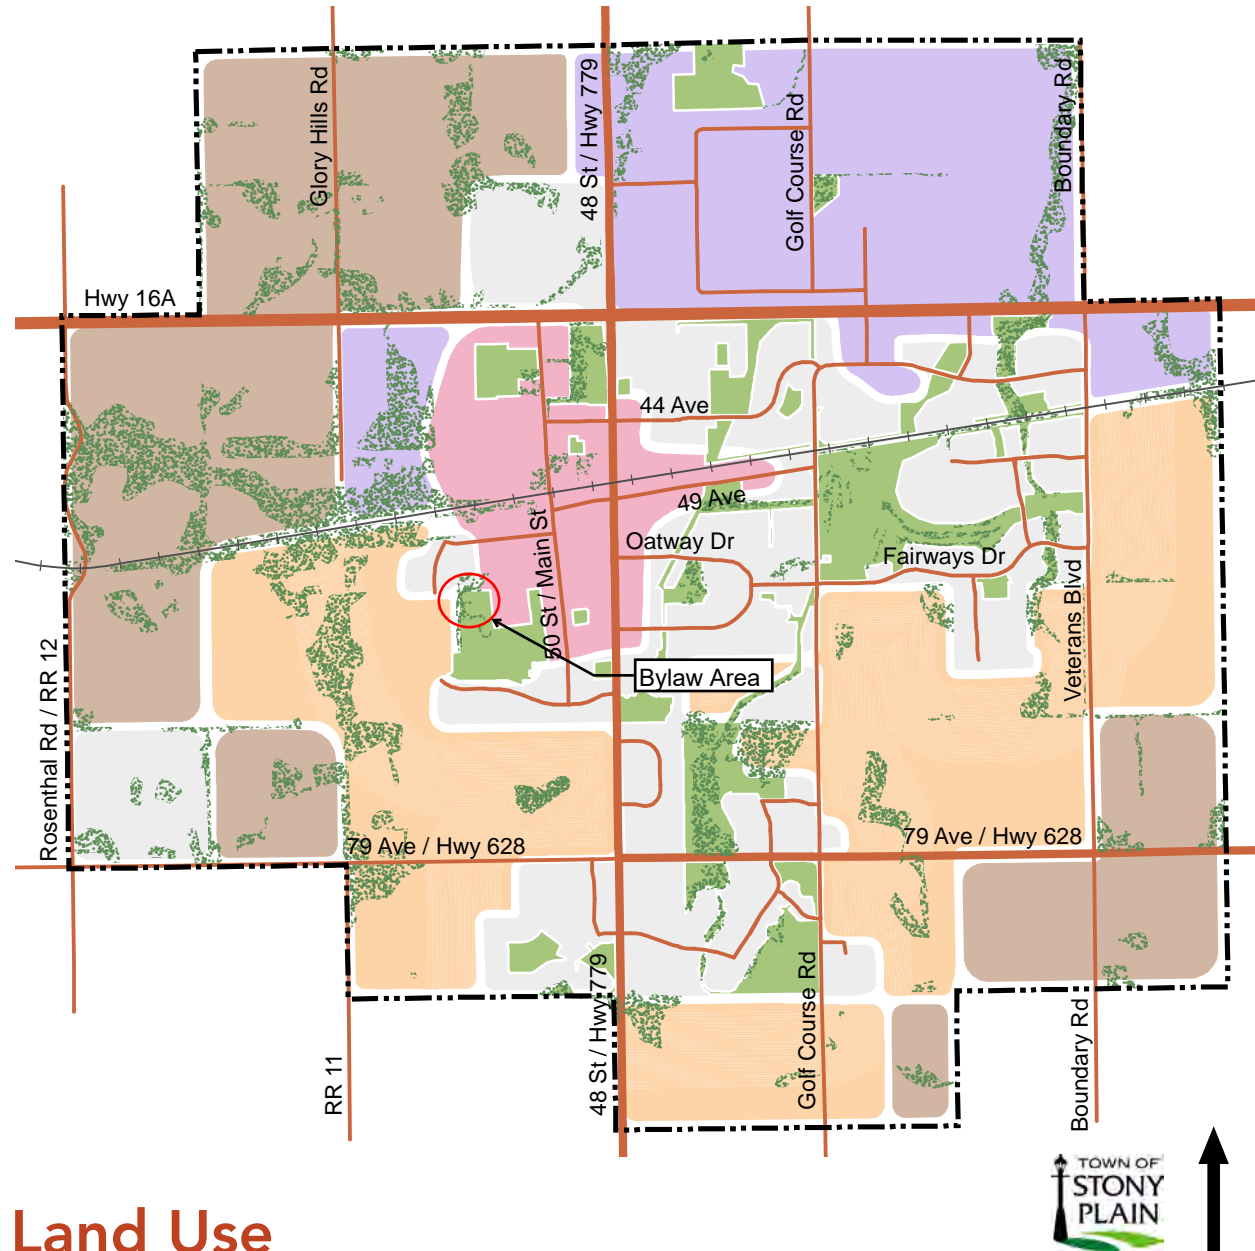 Glory Hills Rd
48 St / Hwy 779
Golf Course Rd
Boundary Rd
Hwy 16A
44 Ave
49 Ave
50 St / Main St
Oatway Dr
Fairways Dr
Veterans Blvd
Bylaw Area
Rosenthal Rd / RR 12
79 Ave / Hwy 628
79 Ave / Hwy 628
48 St / Hwy 779
Golf Course Rd
RR 11
Boundary Rd
TOWN OF
STONY
PLAIN
Land Use